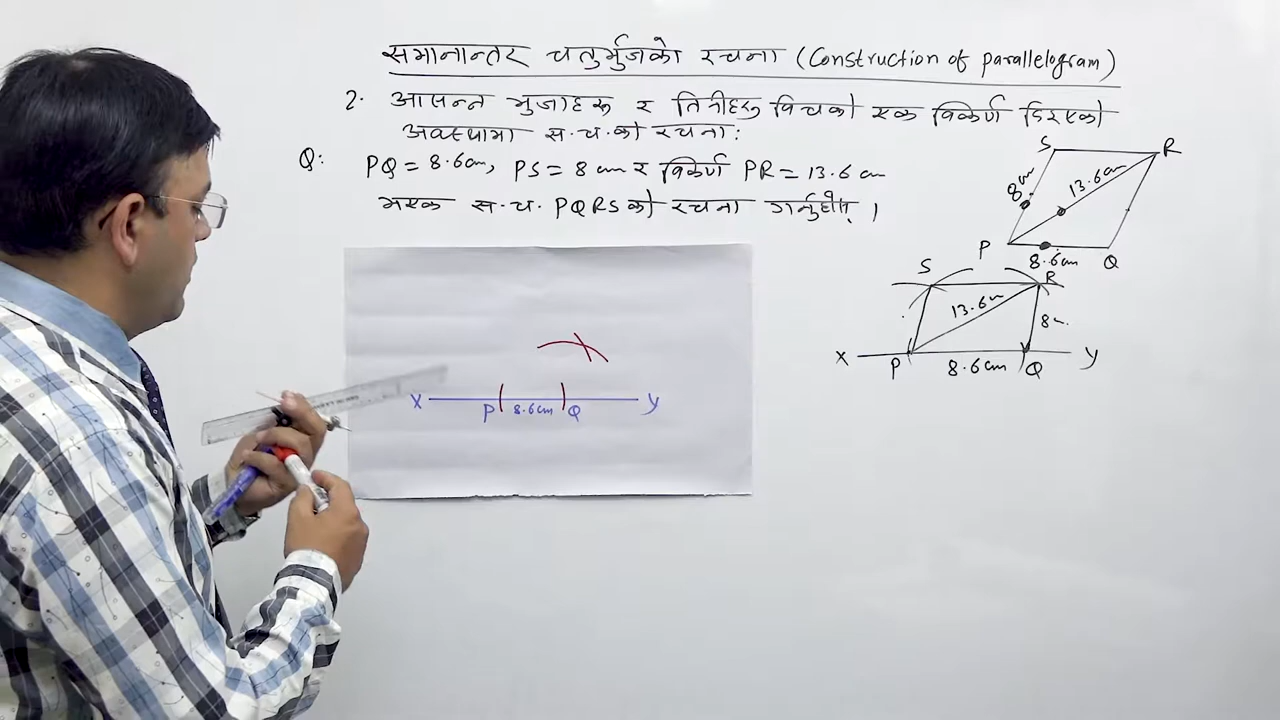 समानान्तर चतुर्भुजको रचना (Construction of parallelogram)
2. आसन्न भुजाहरू र तिनीहरू बिचको एक विकर्ण दिएको
अवस्थामा स.च.को रचना:
Q: PQ = 8.6cm, PS = 8 cm र विकर्ण PR = 13.6 cm
भएको स.च. PQRS को रचना गर्नुहोस् ।
S R
8cm 13.6cm
P 8.6cm Q
S R
13.6cm 8cm
X P 8.6cm Q Y
X P 8.6cm Q Y